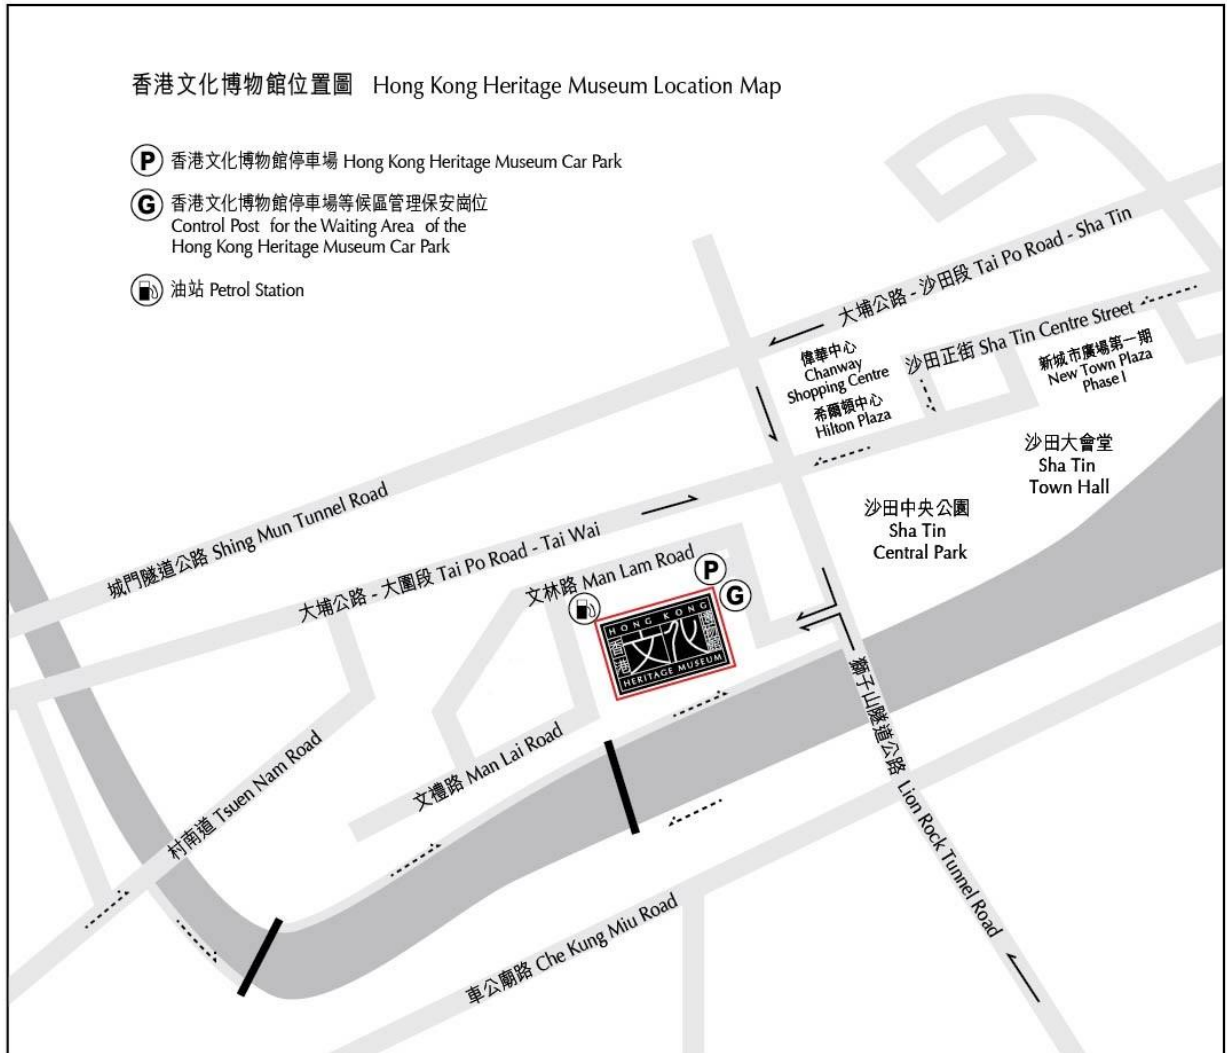 香港文化博物館位置圖 Hong Kong Heritage Museum Location Map
P 香港文化博物館停車場 Hong Kong Heritage Museum Car Park
G 香港文化博物館停車場等候區管理保安崗位
Control Post for the Waiting Area of the
Hong Kong Heritage Museum Car Park
油站 Petrol Station
大埔公路 - 沙田段 Tai Po Road - Sha Tin
沙田正街 Sha Tin Centre Street
偉華中心
Chanway
Shopping Centre
希爾頓中心
Hilton Plaza
新城市廣場第一期
New Town Plaza
Phase I
沙田大會堂
Sha Tin
Town Hall
沙田中央公園
Sha Tin
Central Park
城門隧道公路 Shing Mun Tunnel Road
大埔公路 - 大圍段 Tai Po Road - Tai Wai
文林路 Man Lam Road
P
G
HONG KONG
香港
文化
博物館
HERITAGE MUSEUM
文禮路 Man Lai Road
村南道 Tsuen Nam Road
獅子山隧道公路 Lion Rock Tunnel Road
車公廟路 Che Kung Miu Road